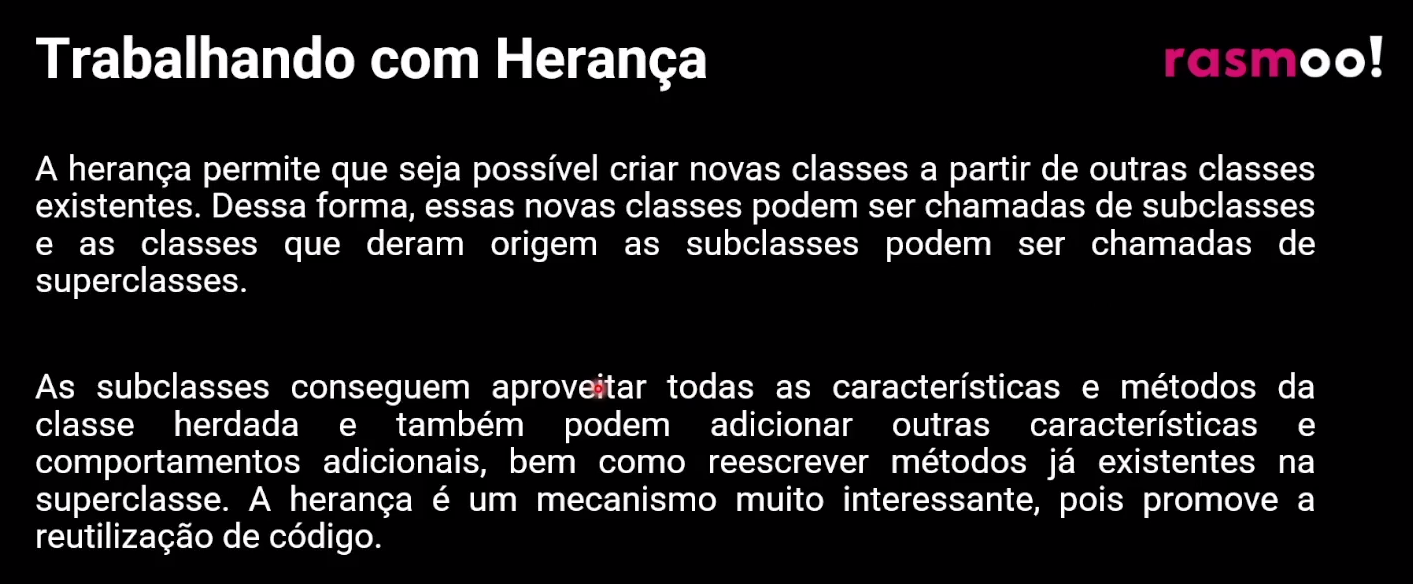 Trabalhando com Herança
rasmoo!
A herança permite que seja possível criar novas classes a partir de outras classes
existentes. Dessa forma, essas novas classes podem ser chamadas de subclasses
e as classes que deram origem as subclasses podem ser chamadas de
superclasses.
As subclasses conseguem aproveitar todas as características e métodos da
classe herdada e também podem adicionar outras características e
comportamentos adicionais, bem como reescrever métodos já existentes na
superclasse. A herança é um mecanismo muito interessante, pois promove a
reutilização de código.